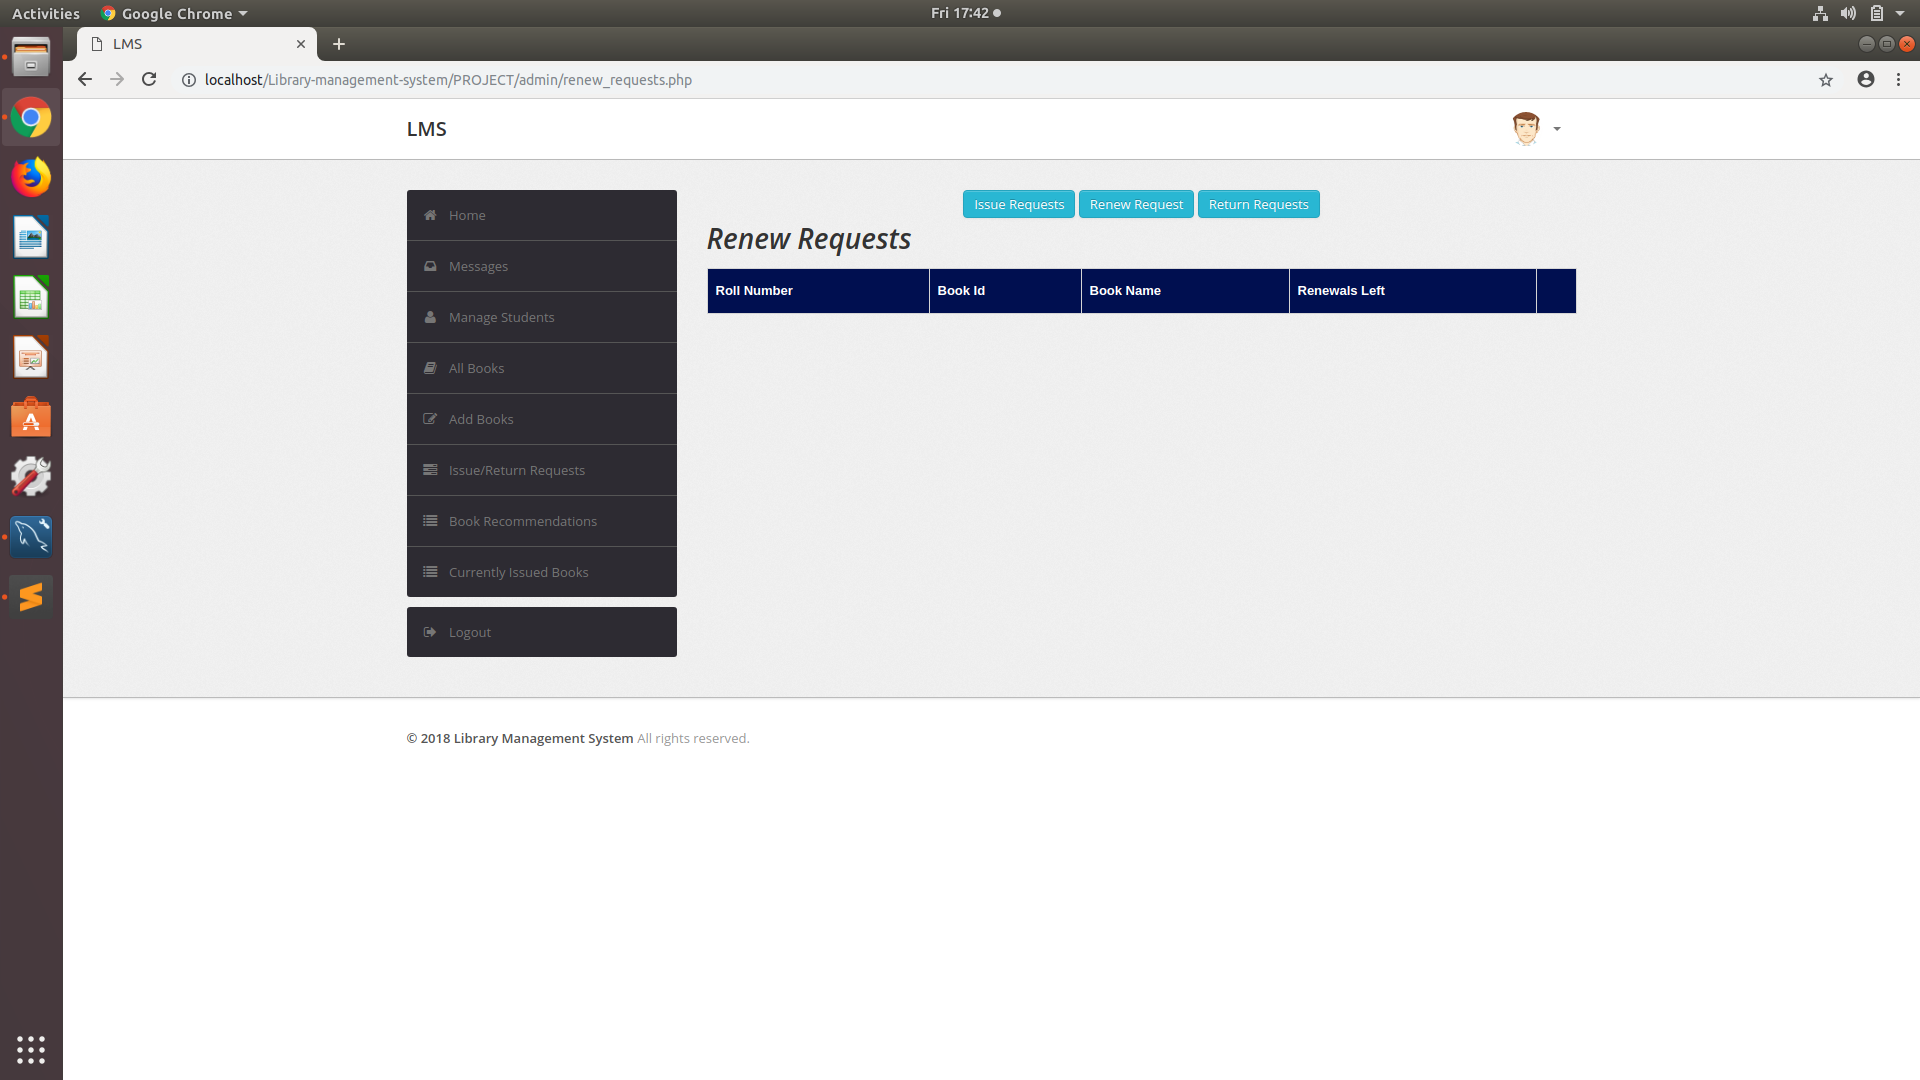 Activities Google Chrome Fri 17:42
LMS
localhost/Library-management-system/PROJECT/admin/renew_requests.php
LMS
Home
Messages
Manage Students
All Books
Add Books
Issue/Return Requests
Book Recommendations
Currently Issued Books
Logout
Issue Requests Renew Request Return Requests
Renew Requests
Roll Number Book Id Book Name Renewals Left
© 2018 Library Management System All rights reserved.